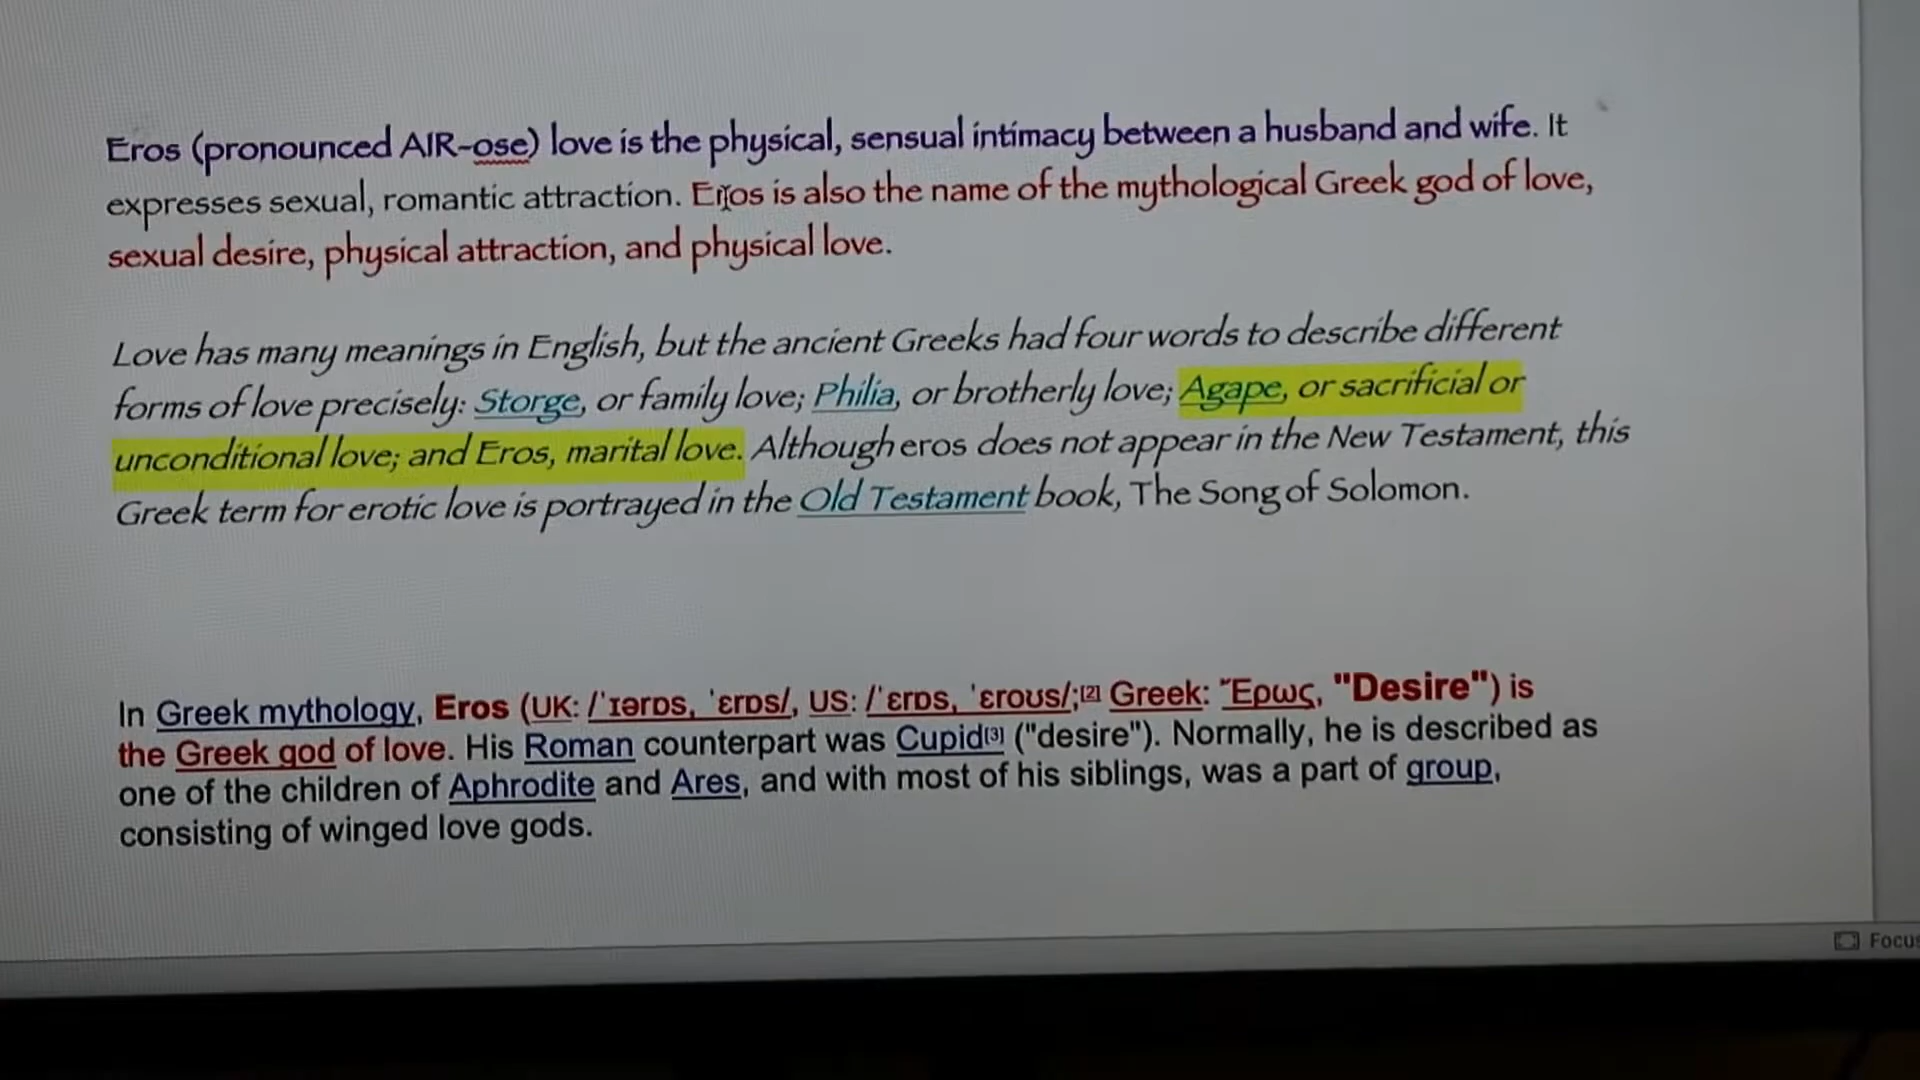 Eros (pronounced AIR-ose) love is the physical, sensual intimacy between a husband and wife. It
expresses sexual, romantic attraction. Eros is also the name of the mythological Greek god of love,
sexual desire, physical attraction, and physical love.
Love has many meanings in English, but the ancient Greeks had four words to describe different
forms of love precisely: Storge, or family love; Philia, or brotherly love; Agape, or sacrificial or
unconditional love; and Eros, marital love. Although eros does not appear in the New Testament, this
Greek term for erotic love is portrayed in the Old Testament book, The Song of Solomon.
In Greek mythology, Eros (UK: /ˈɪərɒs, ˈɛrɒs/, US: /ˈɛrɒs, ˈɛroʊs/;[2] Greek: Ἔρως, "Desire") is
the Greek god of love. His Roman counterpart was Cupid[3] ("desire"). Normally, he is described as
one of the children of Aphrodite and Ares, and with most of his siblings, was a part of group,
consisting of winged love gods.